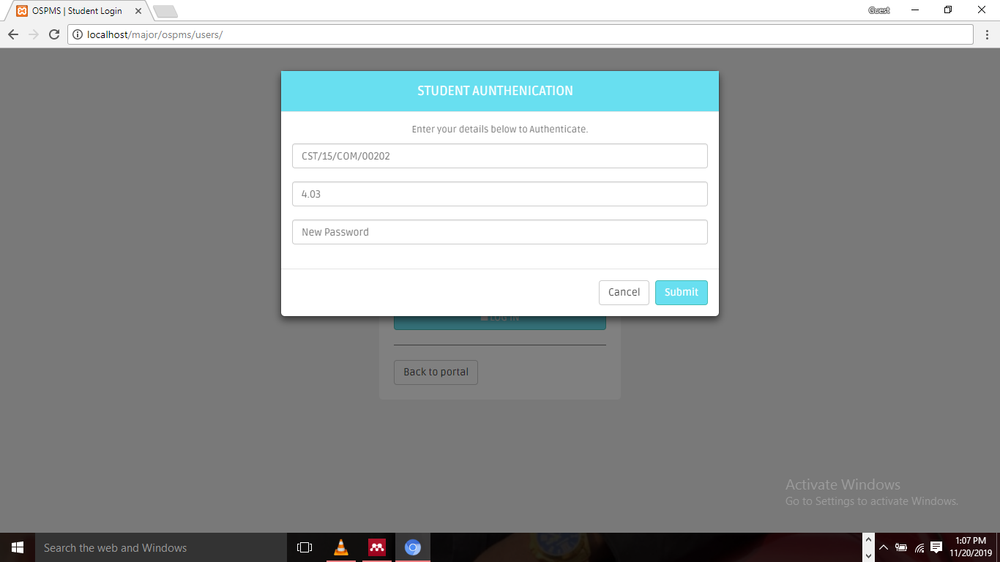 OSPMS | Student Login
Guest
localhost/major/ospms/users/
STUDENT AUNTHENICATION
Enter your details below to Authenticate.
CST/15/COM/00202
4.03
New Password
Cancel
Submit
LOG IN
Back to portal
Activate Windows
Go to Settings to activate Windows.
Search the web and Windows
1:07 PM
11/20/2019